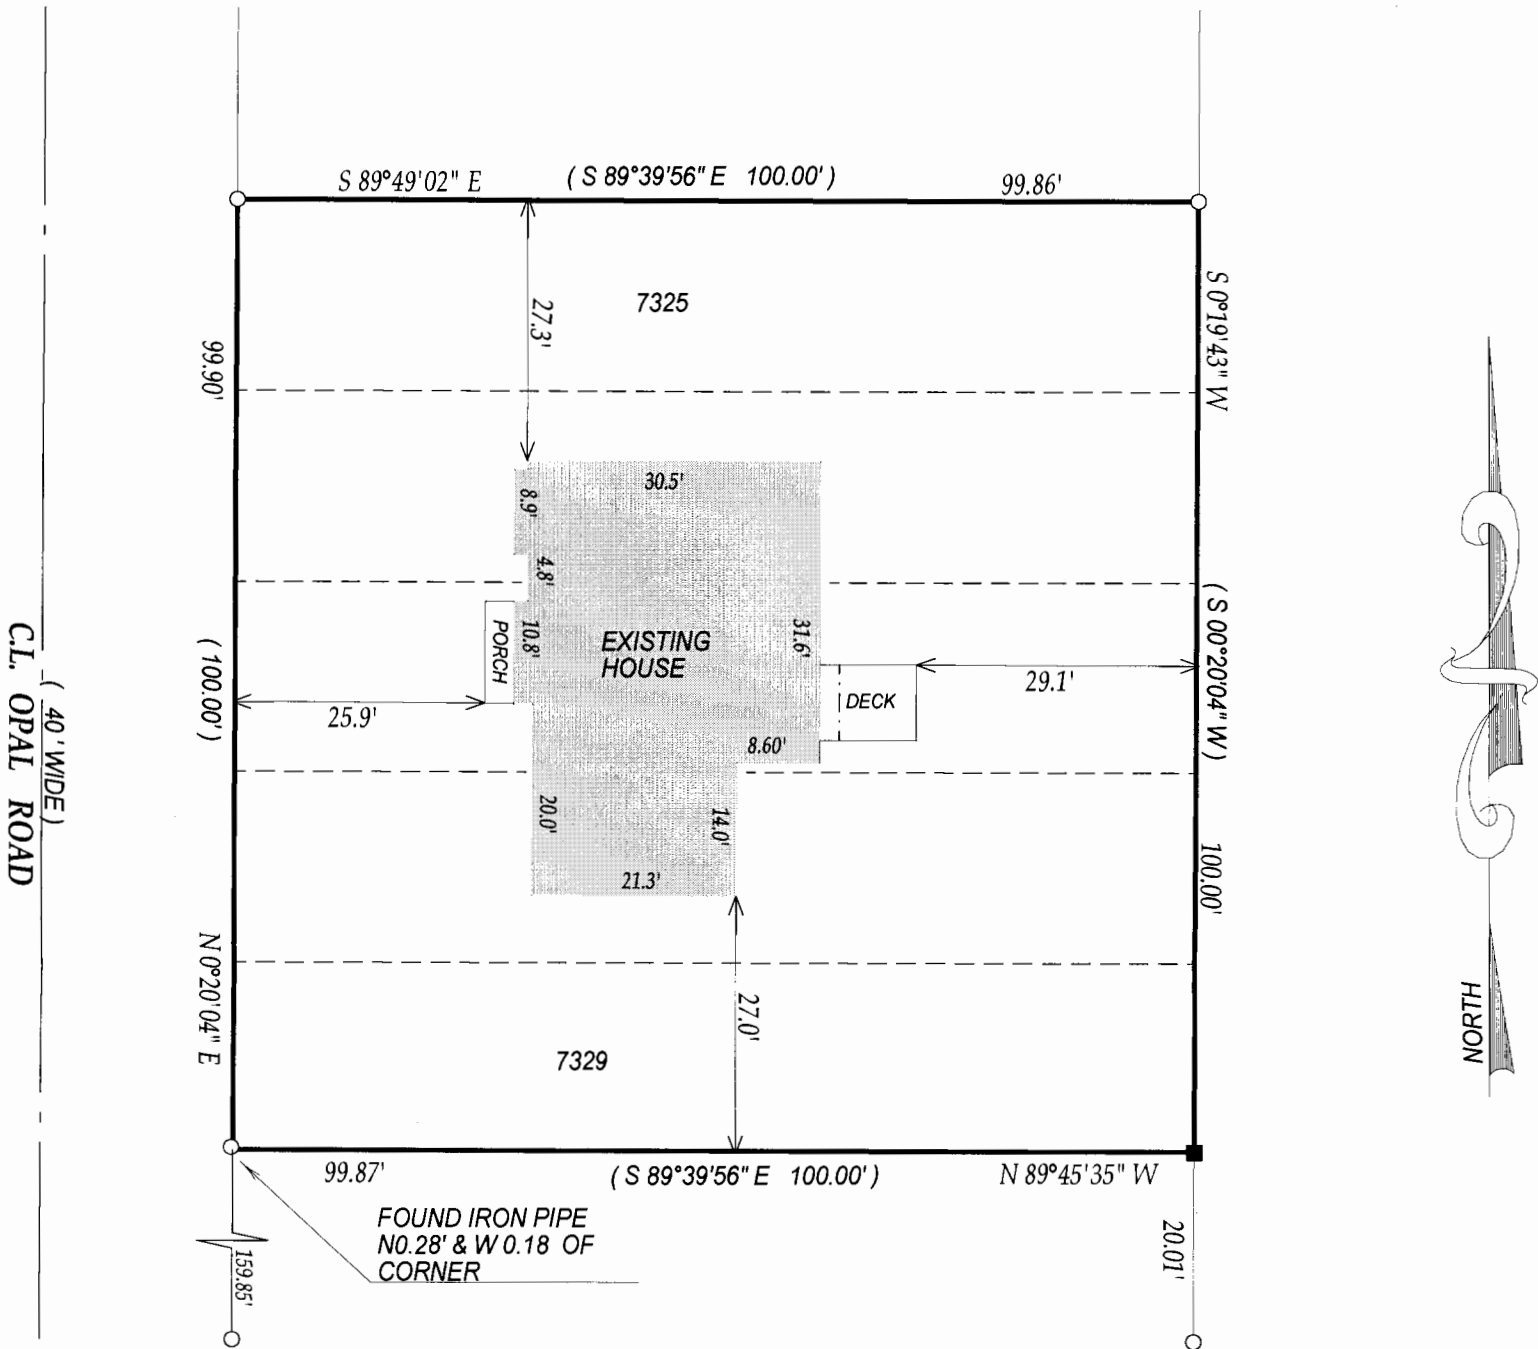 S 89°49'02" E
( S 89°39'56" E 100.00' )
99.86'
S 0°19'43" W
7325
27.3'
99.90'
30.5'
8.9'
4.8'
10.8'
31.6'
EXISTING
HOUSE
PORCH
DECK
29.1'
25.9'
8.60'
( S 00°20'04" W )
( 100.00' )
( 40 ' WIDE )
C.L. OPAL ROAD
20.0'
14.0'
21.3'
100.00'
N 0°20'04" E
27.0'
7329
NORTH
99.87'
( S 89°39'56" E 100.00' )
N 89°45'35" W
FOUND IRON PIPE
N0.28' & W 0.18 OF
CORNER
159.85'
20.01'